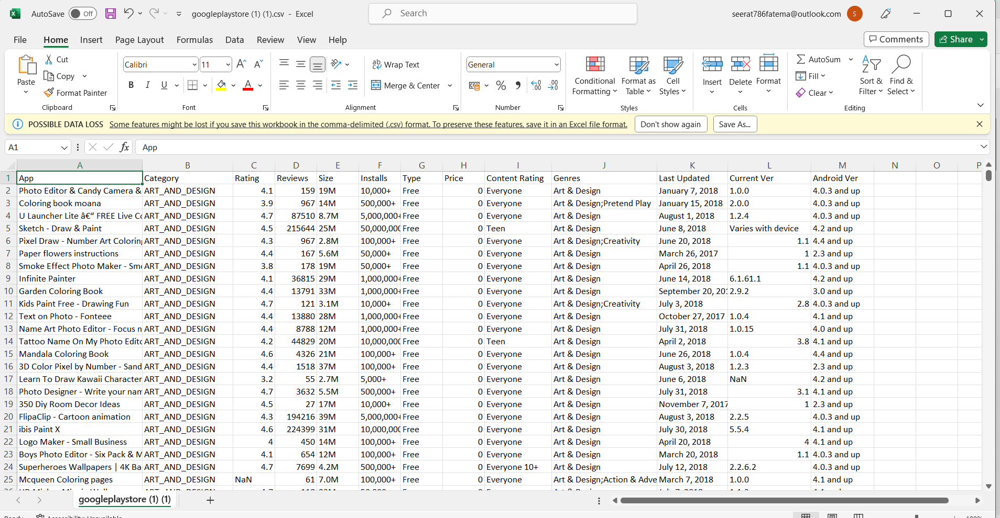 AutoSave Off googleplaystore (1) (1).csv - Excel Search seerat786fatema@outlook.com S
File Home Insert Page Layout Formulas Data Review View Help Comments Share
Paste Cut Copy Format Painter Clipboard
Calibri 11 B I U A Font
ab Wrap Text Merge & Center Alignment
General % Number
Conditional Formatting Format as Table Cell Styles Styles
Insert Delete Format Cells
AutoSum Fill Clear Sort & Filter Find & Select Editing
POSSIBLE DATA LOSS Some features might be lost if you save this workbook in the comma-delimited (.csv) format. To preserve these features, save it in an Excel file format. Don't show again Save As...
A1 fx App
A B C D E F G H I J K L M N O P
1 App Category Rating Reviews Size Installs Type Price Content Rating Genres Last Updated Current Ver Android Ver
2 Photo Editor & Candy Camera & ART_AND_DESIGN 4.1 159 19M 10,000+ Free 0 Everyone Art & Design January 7, 2018 1.0.0 4.0.3 and up
3 Coloring book moana ART_AND_DESIGN 3.9 967 14M 500,000+ Free 0 Everyone Art & Design;Pretend Play January 15, 2018 2.0.0 4.0.3 and up
4 U Launcher Lite â€“ FREE Live Co ART_AND_DESIGN 4.7 87510 8.7M 5,000,000+ Free 0 Everyone Art & Design August 1, 2018 1.2.4 4.0.3 and up
5 Sketch - Draw & Paint ART_AND_DESIGN 4.5 215644 25M 50,000,000 Free 0 Teen Art & Design June 8, 2018 Varies with device 4.2 and up
6 Pixel Draw - Number Art Coloring ART_AND_DESIGN 4.3 967 2.8M 100,000+ Free 0 Everyone Art & Design;Creativity June 20, 2018 1.1 4.4 and up
7 Paper flowers instructions ART_AND_DESIGN 4.4 167 5.6M 50,000+ Free 0 Everyone Art & Design March 26, 2017 1 2.3 and up
8 Smoke Effect Photo Maker - Smo ART_AND_DESIGN 3.8 178 19M 50,000+ Free 0 Everyone Art & Design April 26, 2018 1.1 4.0.3 and up
9 Infinite Painter ART_AND_DESIGN 4.1 36815 29M 1,000,000+ Free 0 Everyone Art & Design June 14, 2018 6.1.61.1 4.2 and up
10 Garden Coloring Book ART_AND_DESIGN 4.4 13791 33M 1,000,000+ Free 0 Everyone Art & Design September 20, 201 2.9.2 3.0 and up
11 Kids Paint Free - Drawing Fun ART_AND_DESIGN 4.7 121 3.1M 10,000+ Free 0 Everyone Art & Design;Creativity July 3, 2018 2.8 4.0.3 and up
12 Text on Photo - Fonteee ART_AND_DESIGN 4.4 13880 28M 1,000,000+ Free 0 Everyone Art & Design October 27, 2017 1.0.4 4.1 and up
13 Name Art Photo Editor - Focus n ART_AND_DESIGN 4.4 8788 12M 1,000,000+ Free 0 Everyone Art & Design July 31, 2018 1.0.15 4.0 and up
14 Tattoo Name On My Photo Edito ART_AND_DESIGN 4.2 44829 20M 10,000,000 Free 0 Teen Art & Design April 2, 2018 3.8 4.1 and up
15 Mandala Coloring Book ART_AND_DESIGN 4.6 4326 21M 100,000+ Free 0 Everyone Art & Design June 26, 2018 1.0.4 4.4 and up
16 3D Color Pixel by Number - Sand ART_AND_DESIGN 4.4 1518 37M 100,000+ Free 0 Everyone Art & Design August 3, 2018 1.2.3 2.3 and up
17 Learn To Draw Kawaii Character ART_AND_DESIGN 3.2 55 2.7M 5,000+ Free 0 Everyone Art & Design June 6, 2018 NaN 4.2 and up
18 Photo Designer - Write your nam ART_AND_DESIGN 4.7 3632 5.5M 500,000+ Free 0 Everyone Art & Design July 31, 2018 3.1 4.1 and up
19 350 Diy Room Decor Ideas ART_AND_DESIGN 4.5 27 17M 10,000+ Free 0 Everyone Art & Design November 7, 2017 1 2.3 and up
20 FlipaClip - Cartoon animation ART_AND_DESIGN 4.3 194216 39M 5,000,000+ Free 0 Everyone Art & Design August 3, 2018 2.2.5 4.0.3 and up
21 ibis Paint X ART_AND_DESIGN 4.6 224399 31M 10,000,000 Free 0 Everyone Art & Design July 30, 2018 5.5.4 4.1 and up
22 Logo Maker - Small Business ART_AND_DESIGN 4 450 14M 100,000+ Free 0 Everyone Art & Design April 20, 2018 4 4.1 and up
23 Boys Photo Editor - Six Pack & M ART_AND_DESIGN 4.1 654 12M 100,000+ Free 0 Everyone Art & Design March 20, 2018 1.1 4.0.3 and up
24 Superheroes Wallpapers | 4K Ba ART_AND_DESIGN 4.7 7699 4.2M 500,000+ Free 0 Everyone 10+ Art & Design July 12, 2018 2.2.6.2 4.0.3 and up
25 Mcqueen Coloring pages ART_AND_DESIGN NaN 61 7.0M 100,000+ Free 0 Everyone Art & Design;Action & Adve March 7, 2018 1.0.0 4.1 and up
googleplaystore (1) (1)